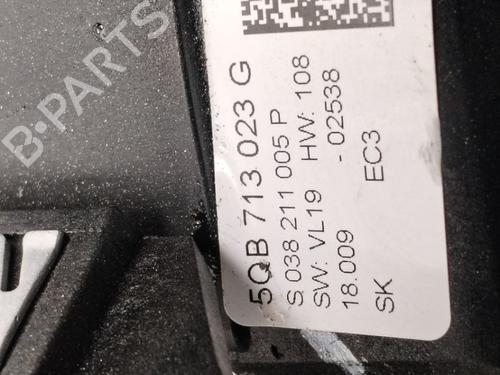 B-PARTS
5QB 713 023 G
S 038 211 005 P
SW: VL19 HW: 108
18.009 - 02538
SK EC3